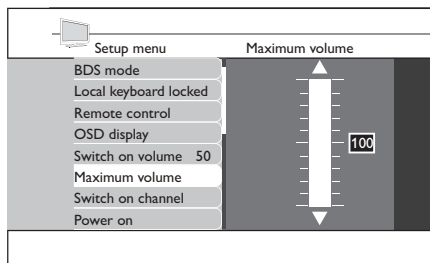 Setup menu Maximum volume
BDS mode
Local keyboard locked
Remote control
OSD display
Switch on volume 50
Maximum volume
Switch on channel
Power on
100